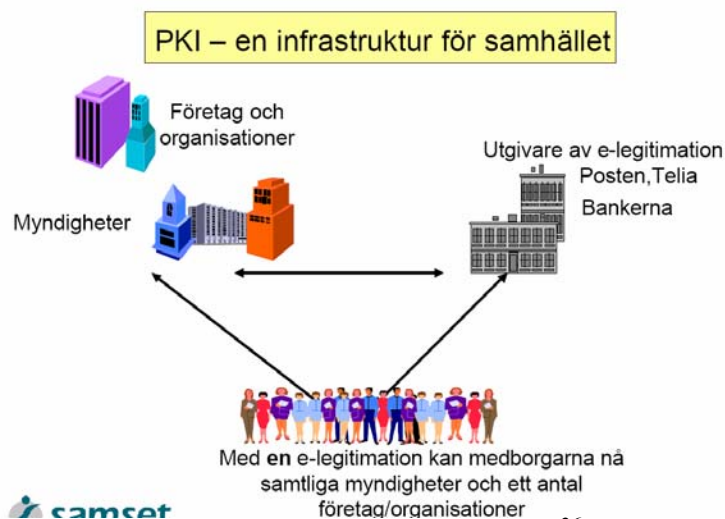 PKI – en infrastruktur för samhället
Företag och
organisationer
Myndigheter
Utgivare av e-legitimation
Posten,Telia
Bankerna
Med en e-legitimation kan medborgarna nå
samtliga myndigheter och ett antal
företag/organisationer
samset